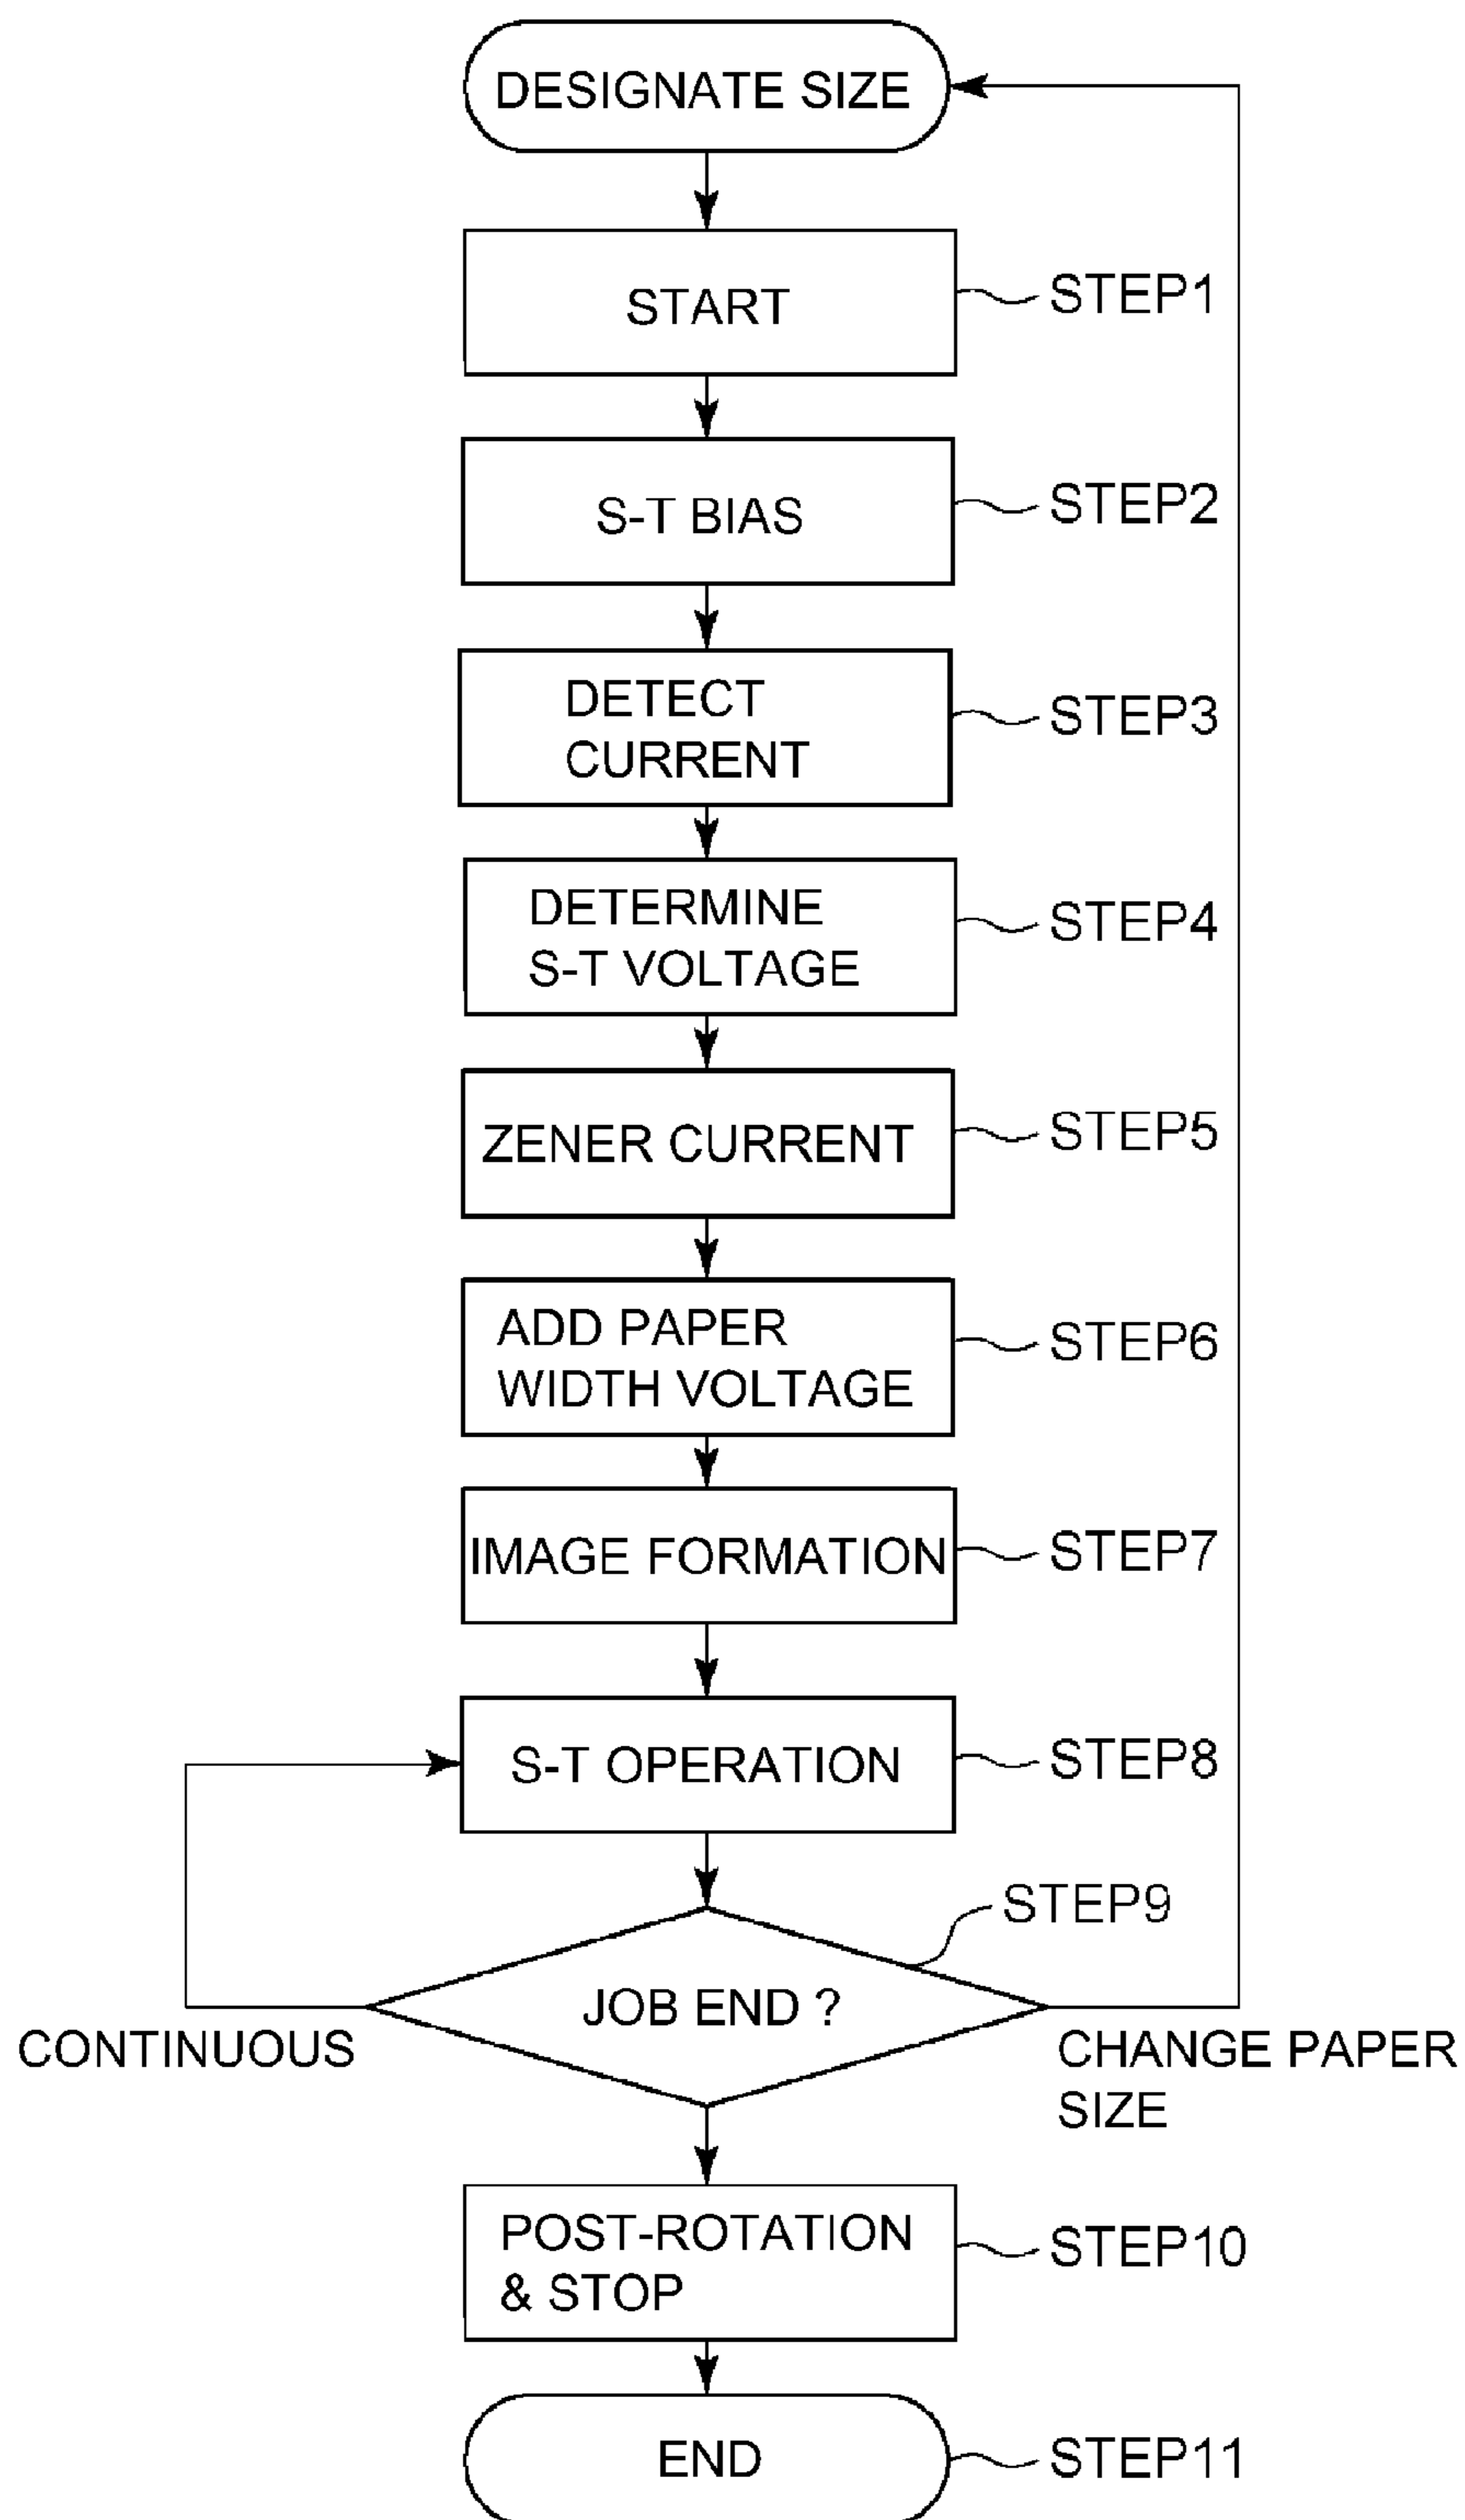 DESIGNATE SIZE
START
STEP1
S-T BIAS
STEP2
DETECT
CURRENT
STEP3
DETERMINE
S-T VOLTAGE
STEP4
ZENER CURRENT
STEP5
ADD PAPER
WIDTH VOLTAGE
STEP6
IMAGE FORMATION
STEP7
S-T OPERATION
STEP8
STEP9
JOB END ?
CONTINUOUS
CHANGE PAPER
SIZE
POST-ROTATION
& STOP
STEP10
END
STEP11